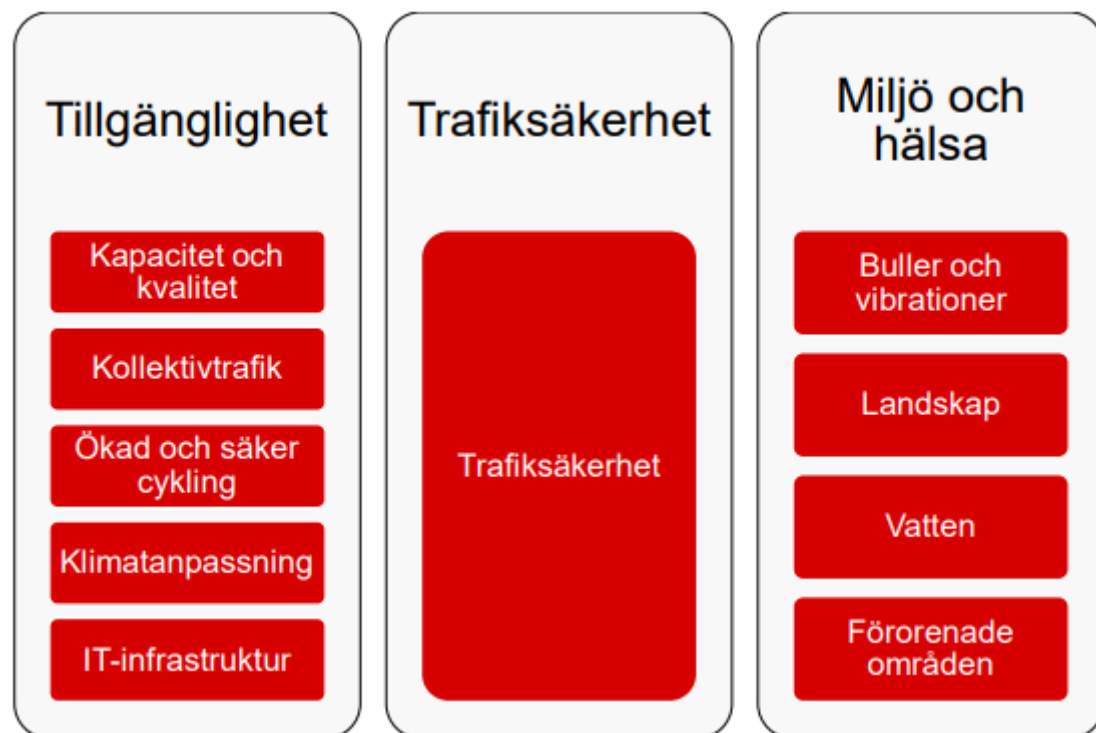 Tillgänglighet
Kapacitet och
kvalitet
Kollektivtrafik
Ökad och säker
cykling
Klimatanpassning
IT-infrastruktur
Trafiksäkerhet
Trafiksäkerhet
Miljö och
hälsa
Buller och
vibrationer
Landskap
Vatten
Förorenade
områden